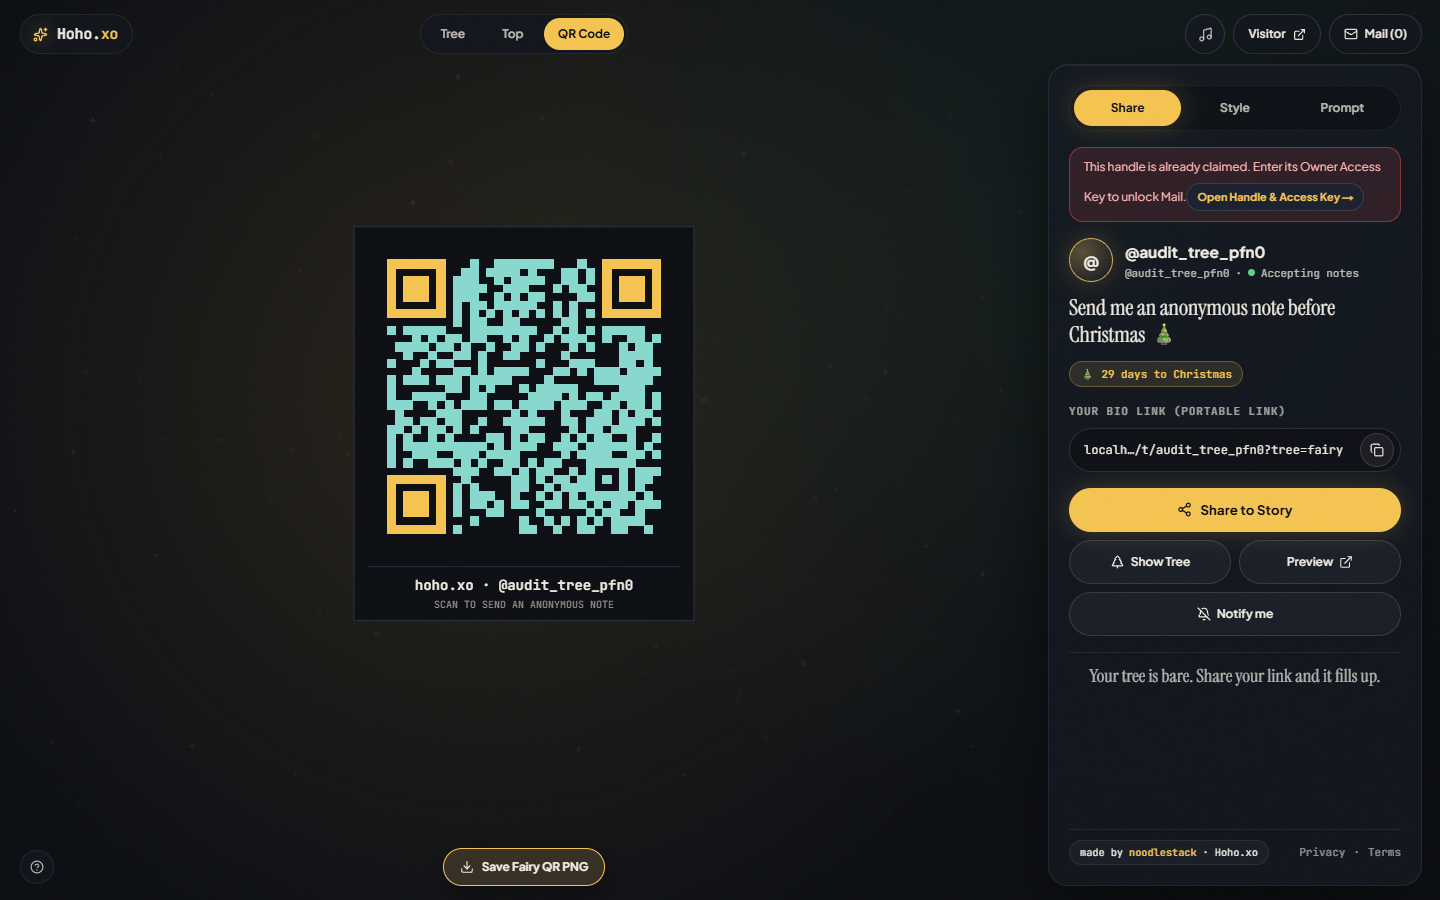 Hoho.xo
Tree
Top
QR Code
Visitor
Mail (0)
Share
Style
Prompt
This handle is already claimed. Enter its Owner Access
Key to unlock Mail. Open Handle & Access Key →
@
@audit_tree_pfn0
@audit_tree_pfn0 · Accepting notes
Send me an anonymous note before
Christmas 🎄
🎄 29 days to Christmas
YOUR BIO LINK (PORTABLE LINK)
localh…/t/audit_tree_pfn0?tree=fairy
Share to Story
Show Tree
Preview
Notify me
Your tree is bare. Share your link and it fills up.
hoho.xo · @audit_tree_pfn0
SCAN TO SEND AN ANONYMOUS NOTE
Save Fairy QR PNG
made by noodlestack · Hoho.xo
Privacy · Terms